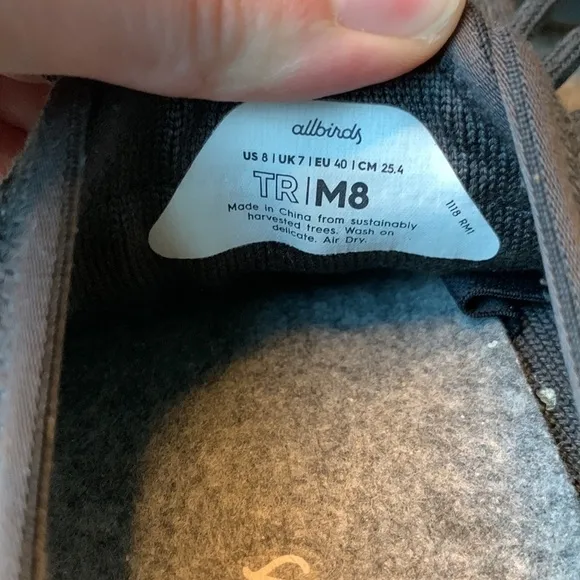 allbirds
US 8 | UK 7 | EU 40 | CM 25.4
TR | M8
Made in China from sustainably
harvested trees. Wash on
delicate. Air Dry.
1118 RMI